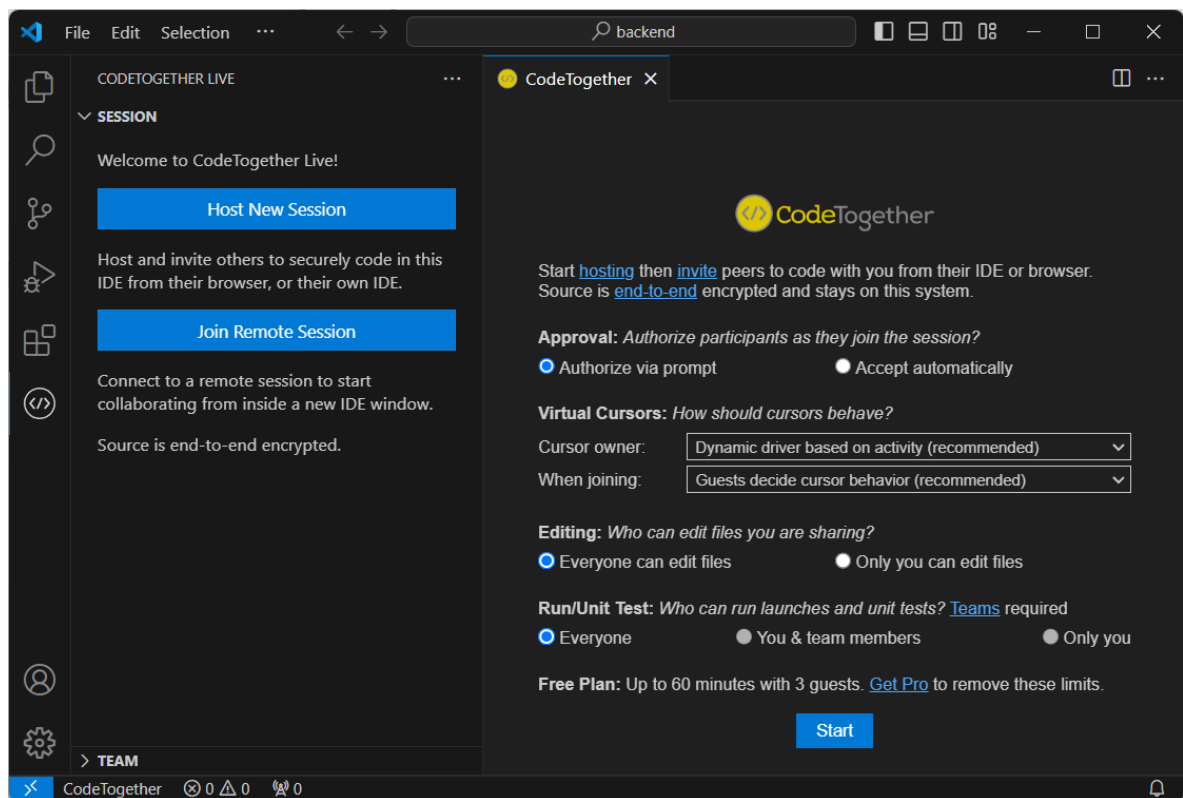 File Edit Selection ··· backend
CODETOGETHER LIVE ···
SESSION
Welcome to CodeTogether Live!
Host New Session
Host and invite others to securely code in this
IDE from their browser, or their own IDE.
Join Remote Session
Connect to a remote session to start
collaborating from inside a new IDE window.
Source is end-to-end encrypted.
TEAM
CodeTogether
CodeTogether
Start hosting then invite peers to code with you from their IDE or browser.
Source is end-to-end encrypted and stays on this system.
Approval: Authorize participants as they join the session?
Authorize via prompt Accept automatically
Virtual Cursors: How should cursors behave?
Cursor owner: Dynamic driver based on activity (recommended)
When joining: Guests decide cursor behavior (recommended)
Editing: Who can edit files you are sharing?
Everyone can edit files Only you can edit files
Run/Unit Test: Who can run launches and unit tests? Teams required
Everyone You & team members Only you
Free Plan: Up to 60 minutes with 3 guests. Get Pro to remove these limits.
Start
CodeTogether 0 0 0